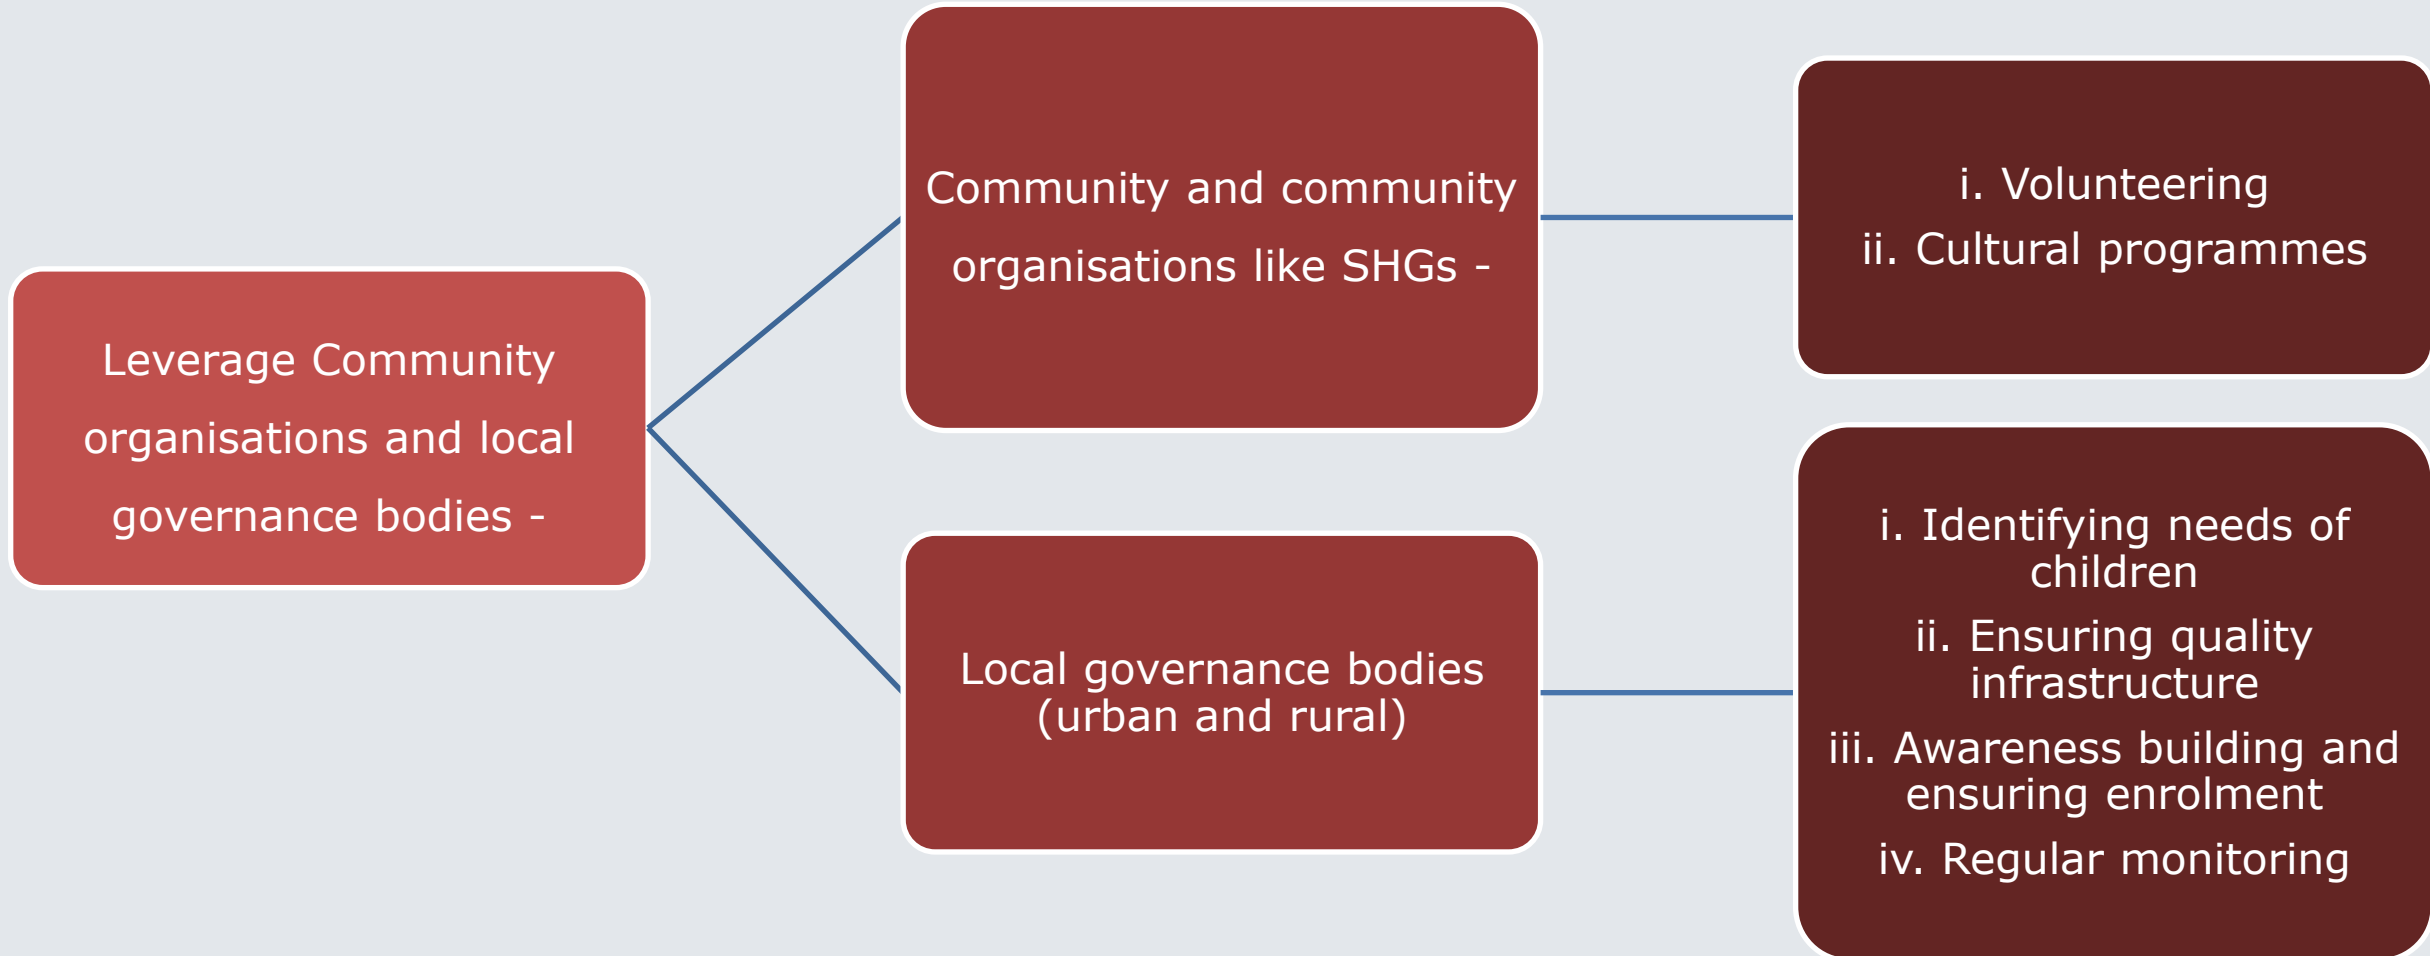 Leverage Community
organisations and local
governance bodies -
Community and community
organisations like SHGs -
i. Volunteering
ii. Cultural programmes
Local governance bodies
(urban and rural)
i. Identifying needs of
children
ii. Ensuring quality
infrastructure
iii. Awareness building and
ensuring enrolment
iv. Regular monitoring